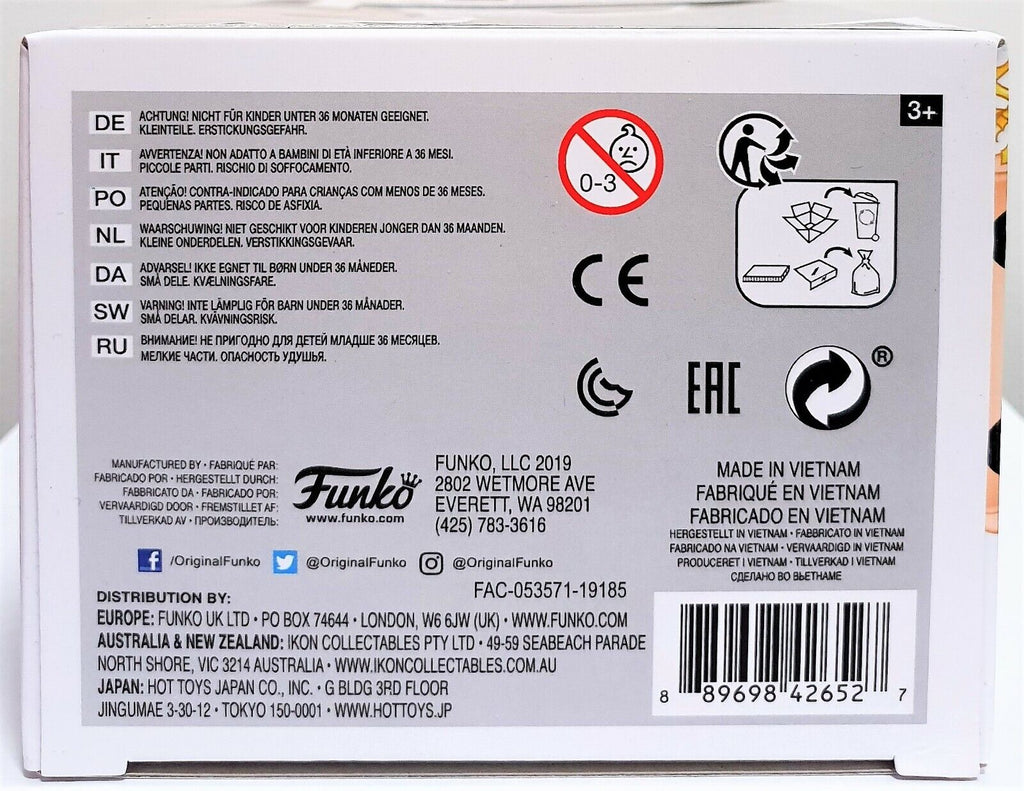 3+
DE
ACHTUNG! NICHT FÜR KINDER UNTER 36 MONATEN GEEIGNET.
KLEINTEILE. ERSTICKUNGSGEFAHR.
IT
AVVERTENZA! NON ADATTO A BAMBINI DI ETÀ INFERIORE A 36 MESI.
PICCOLE PARTI. RISCHIO DI SOFFOCAMENTO.
PO
ATENÇÃO! CONTRA-INDICADO PARA CRIANÇAS COM MENOS DE 36 MESES.
PEQUENAS PARTES. RISCO DE ASFIXIA.
NL
WAARSCHUWING! NIET GESCHIKT VOOR KINDEREN JONGER DAN 36 MAANDEN.
KLEINE ONDERDELEN. VERSTIKKINGSGEVAAR.
DA
ADVARSEL! IKKE EGNET TIL BØRN UNDER 36 MÅNEDER.
SMÅ DELE. KVÆLNINGSFARE.
SW
VARNING! INTE LÄMPLIG FÖR BARN UNDER 36 MÅNADER.
SMÅ DELAR. KVÄVNINGSRISK.
RU
ВНИМАНИЕ! НЕ ПРИГОДНО ДЛЯ ДЕТЕЙ МЛАДШЕ 36 МЕСЯЦЕВ.
МЕЛКИЕ ЧАСТИ. ОПАСНОСТЬ УДУШЬЯ.
0-3
CE
EAC
®
MANUFACTURED BY • FABRIQUÉ PAR:
FABRICADO POR • HERGESTELLT DURCH:
FABBRICATO DA • FABRICADO POR:
VERVAARDIGD DOOR • FREMSTILLET AF:
TILLVERKAD AV • ПРОИЗВОДИТЕЛЬ:
Funko
www.funko.com
FUNKO, LLC 2019
2802 WETMORE AVE
EVERETT, WA 98201
(425) 783-3616
/OriginalFunko @OriginalFunko @OriginalFunko
FAC-053571-19185
MADE IN VIETNAM
FABRIQUÉ EN VIETNAM
FABRICADO EN VIETNAM
HERGESTELLT IN VIETNAM • FABBRICATO IN VIETNAM
FABRICADO NA VIETNAM • VERVAARDIGD IN VIETNAM
PRODUCERET I VIETNAM • TILLVERKAD I VIETNAM
СДЕЛАНО ВО ВЬЕТНАМЕ
DISTRIBUTION BY:
EUROPE: FUNKO UK LTD • PO BOX 74644 • LONDON, W6 6JW (UK) • WWW.FUNKO.COM
AUSTRALIA & NEW ZEALAND: IKON COLLECTABLES PTY LTD • 49-59 SEABEACH PARADE
NORTH SHORE, VIC 3214 AUSTRALIA • WWW.IKONCOLLECTABLES.COM.AU
JAPAN: HOT TOYS JAPAN CO., INC. • G BLDG 3RD FLOOR
JINGUMAE 3-30-12 • TOKYO 150-0001 • WWW.HOTTOYS.JP
8 89698 42652 7